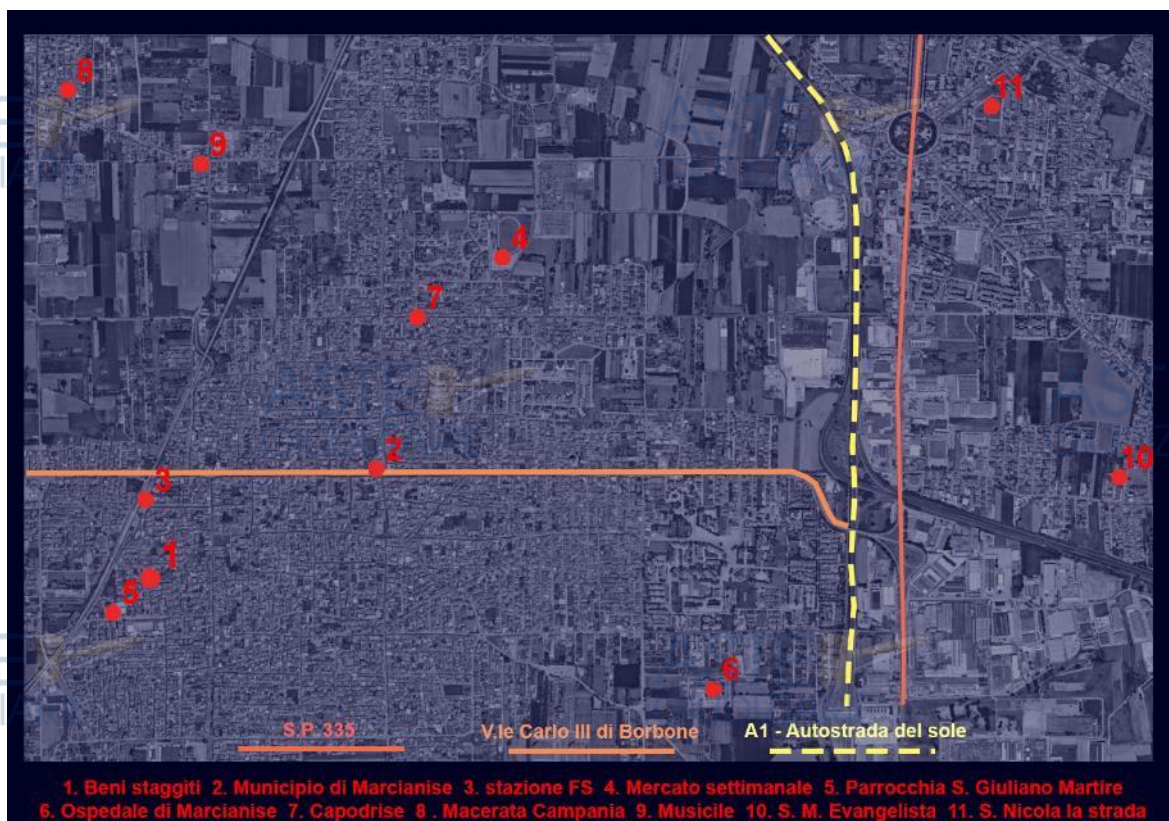 8
11
9
4
7
2
10
3
1
5
6
S.P. 335
V.le Carlo III di Borbone
A1 - Autostrada del sole
1. Beni staggiti 2. Municipio di Marcianise 3. stazione FS 4. Mercato settimanale 5. Parrocchia S. Giuliano Martire
6. Ospedale di Marcianise 7. Capodrise 8 . Macerata Campania 9. Musicile 10. S. M. Evangelista 11. S. Nicola la strada